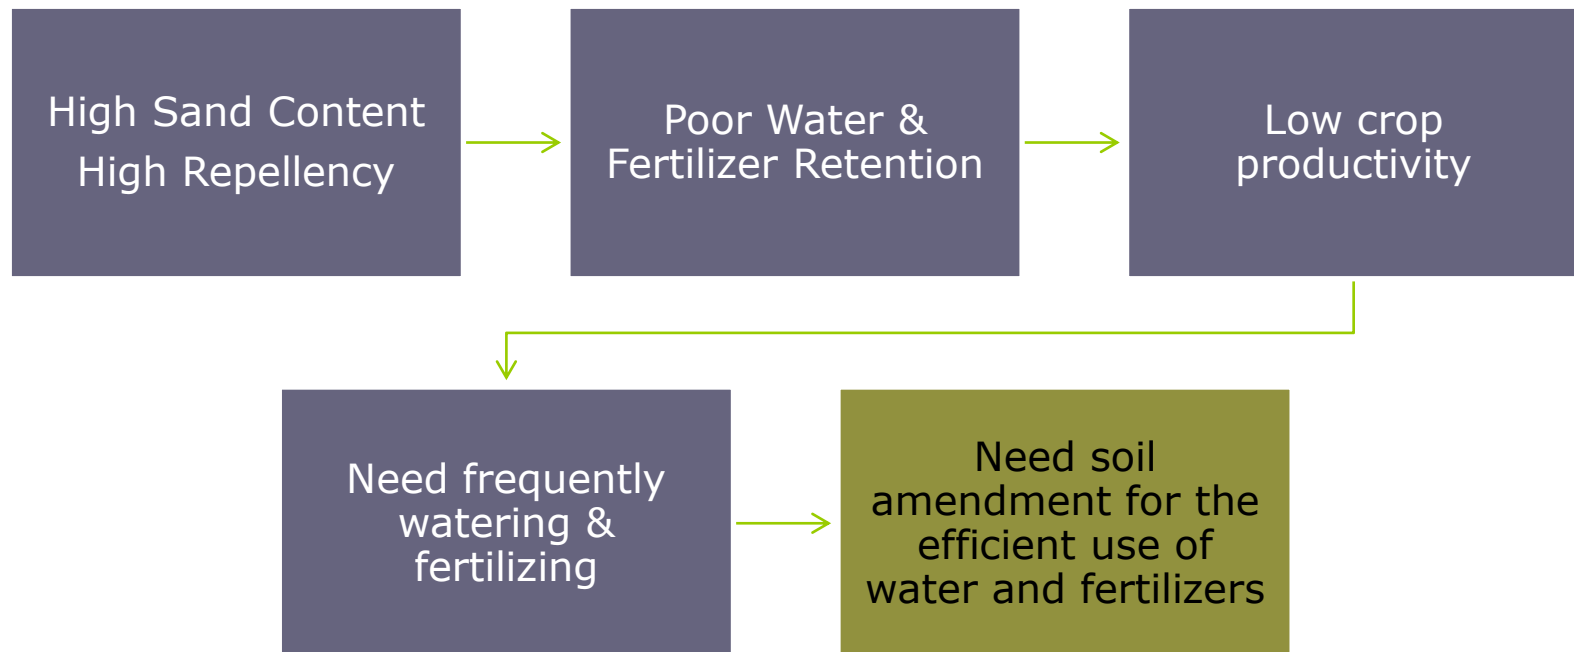 High Sand Content
High Repellency
Poor Water &
Fertilizer Retention
Low crop
productivity
Need frequently
watering &
fertilizing
Need soil
amendment for the
efficient use of
water and fertilizers